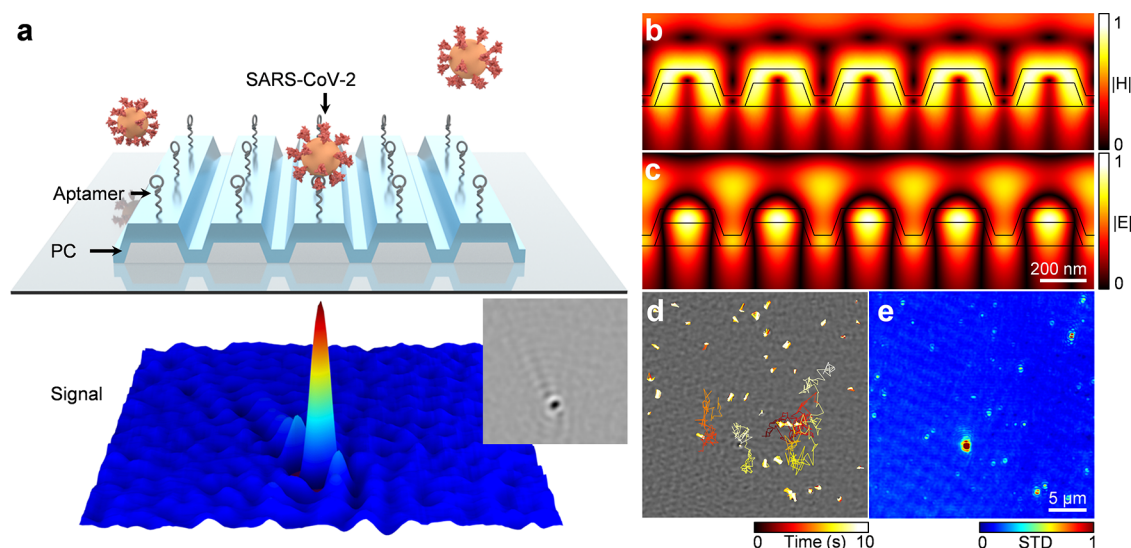 a
SARS-CoV-2
Aptamer
PC
Signal
b
1
|H|
0
c
1
|E|
0
200 nm
d
e
5 μm
0 Time (s) 10
0 STD 1